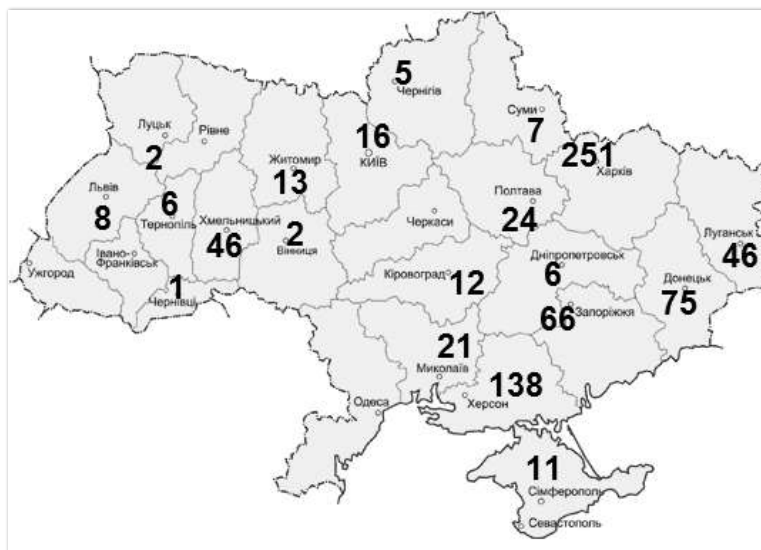 5
Чернігів
Суми
7
Луцьк
2
Рівне
16
КИЇВ
251
Харків
Житомир
13
Львів
8
6
Тернопіль
Хмельницький
46
2
Вінниця
Черкаси
Полтава
24
Луганськ
46
Івано-
Франківськ
Ужгород
1
Чернівці
Кіровоград
12
Дніпропетровськ
6
Донецьк
75
66
Запоріжжя
21
Миколаїв
138
Херсон
Одеса
11
Сімферополь
Севастополь